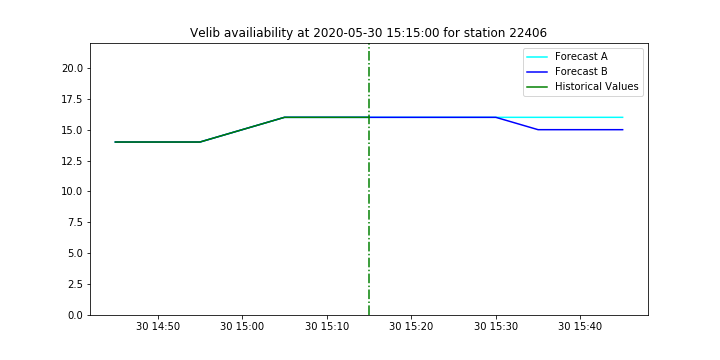 Velib availiability at 2020-05-30 15:15:00 for station 22406
Forecast A
Forecast B
Historical Values
20.0
17.5
15.0
12.5
10.0
7.5
5.0
2.5
0.0
30 14:50 30 15:00 30 15:10 30 15:20 30 15:30 30 15:40